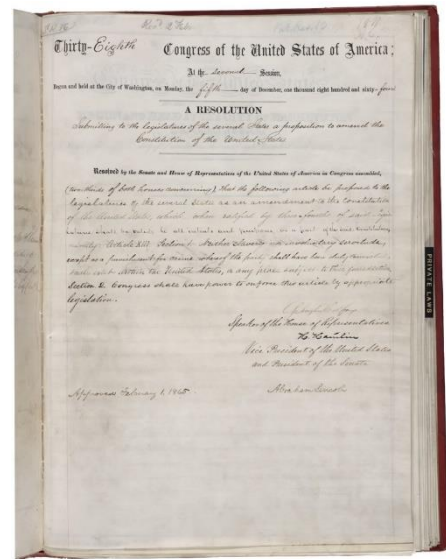 Thirty-Eighth Congress of the United States of America;
At the second Session,
Begun and held at the City of Washington, on Monday, the fifth day of December, one thousand eight hundred and sixty-four
A RESOLUTION
Submitting to the legislatures of the several States a proposition to amend the
Constitution of the United States
Resolved by the Senate and House of Representatives of the United States of America in Congress assembled,
(two thirds of both houses concurring), That the following article be proposed to the
legislatures of the several States as an amendment to the Constitution
of the United States, which when ratified by three-fourths of said Legis
latures shall be valid, to all intents and purposes, as a part of said Constitution
namely: Article XIII. Section 1. Neither Slavery nor involuntary servitude,
except as a punishment for crime whereof the party shall have been duly convicted,
shall exist within the United States, or any place subject to their jurisdiction.
Section 2. Congress shall have power to enforce this article by appropriate
legislation.
Schuyler Colfax
Speaker of the House of Representatives
H. Hamlin
Vice President of the United States
and President of the Senate
Approved February 1, 1865.
Abraham Lincoln
PRIVATE LAWS